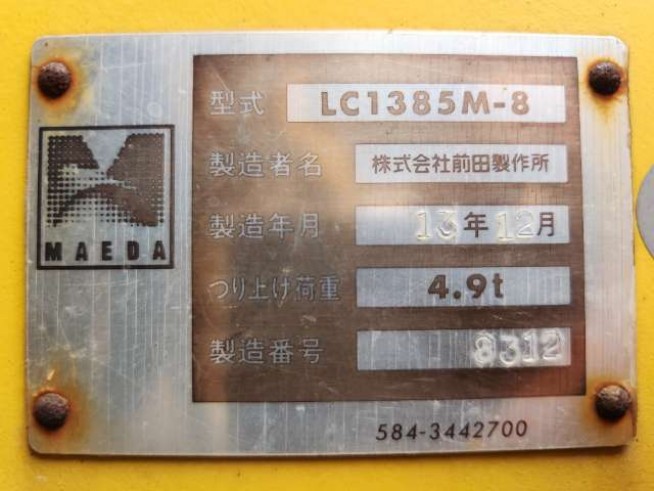 型式 LC1385M-8
製造者名 株式会社前田製作所
製造年月 13年12月
つり上げ荷重 4.9t
製造番号 8312
MAEDA
584-3442700